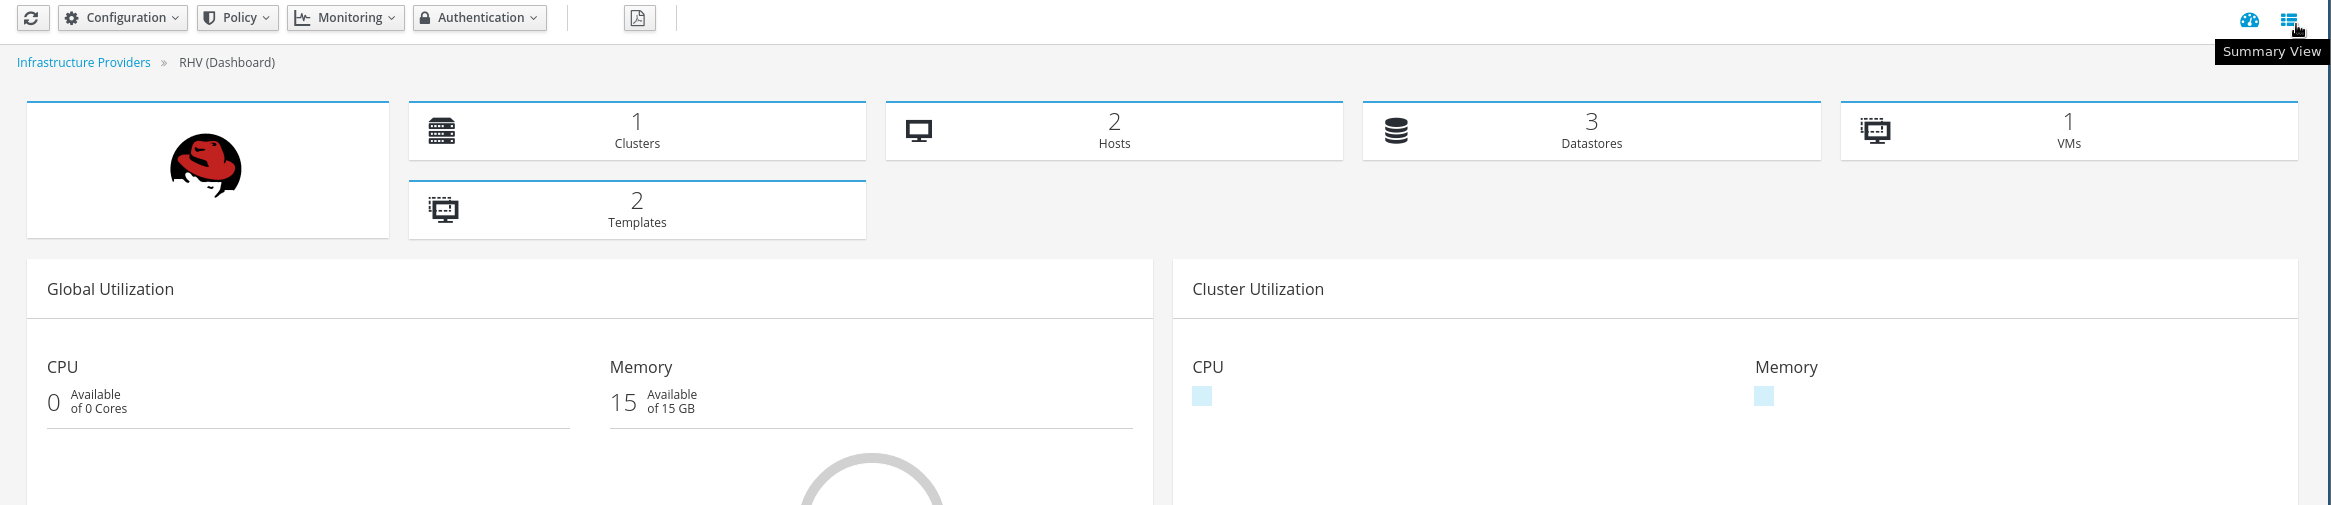 Configuration
Policy
Monitoring
Authentication
Summary View
Infrastructure Providers » RHV (Dashboard)
1
Clusters
2
Hosts
3
Datastores
1
VMs
2
Templates
Global Utilization
Cluster Utilization
CPU
0 Available
of 0 Cores
Memory
15 Available
of 15 GB
CPU
Memory